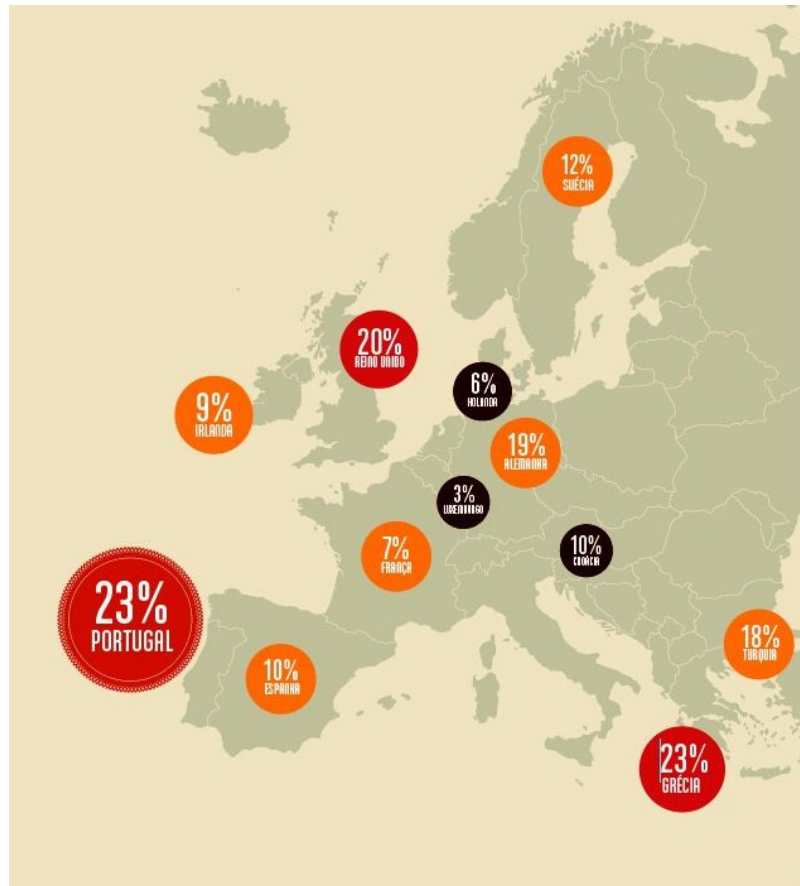 12%
SUÉCIA
20%
REINO UNIDO
6%
HOLANDA
9%
IRLANDA
19%
ALEMANHA
3%
LUXEMBURGO
7%
FRANÇA
10%
CROÁCIA
23%
PORTUGAL
18%
TURQUIA
10%
ESPANHA
23%
GRÉCIA